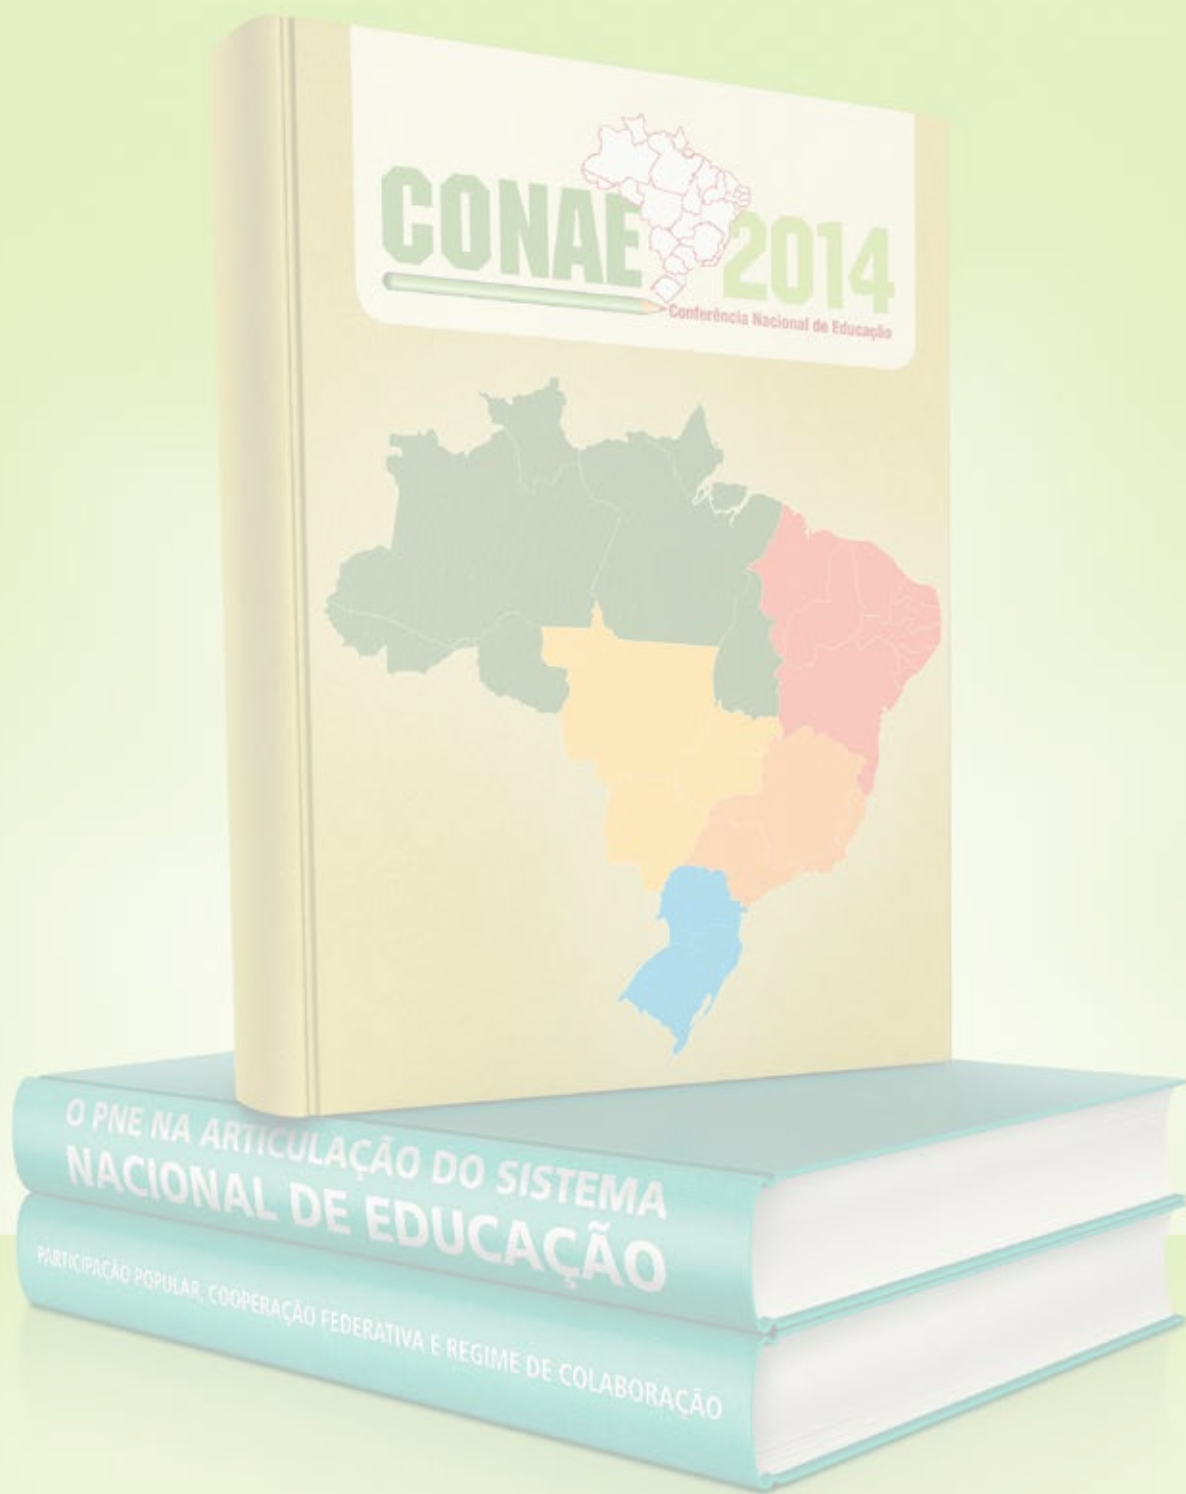 CONAE 2014
Conferência Nacional de Educação
O PNE NA ARTICULAÇÃO DO SISTEMA
NACIONAL DE EDUCAÇÃO
PARTICIPAÇÃO POPULAR, COOPERAÇÃO FEDERATIVA E REGIME DE COLABORAÇÃO